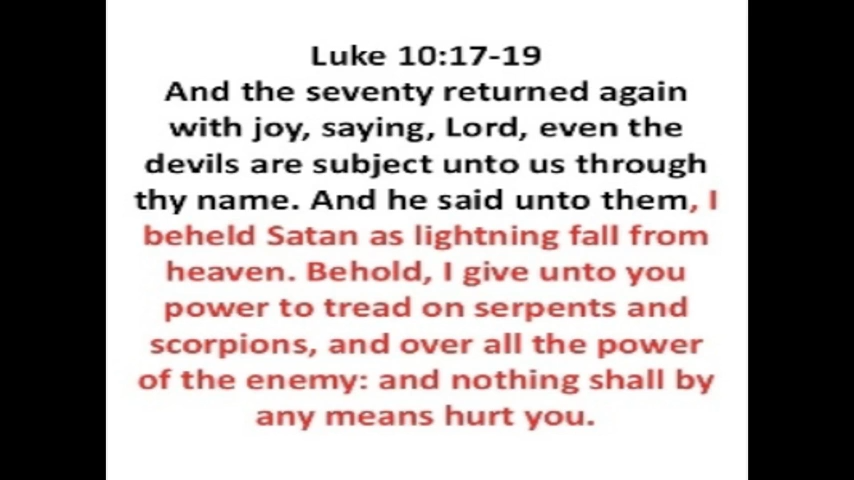 Luke 10:17-19
And the seventy returned again
with joy, saying, Lord, even the
devils are subject unto us through
thy name. And he said unto them, I
beheld Satan as lightning fall from
heaven. Behold, I give unto you
power to tread on serpents and
scorpions, and over all the power
of the enemy: and nothing shall by
any means hurt you.